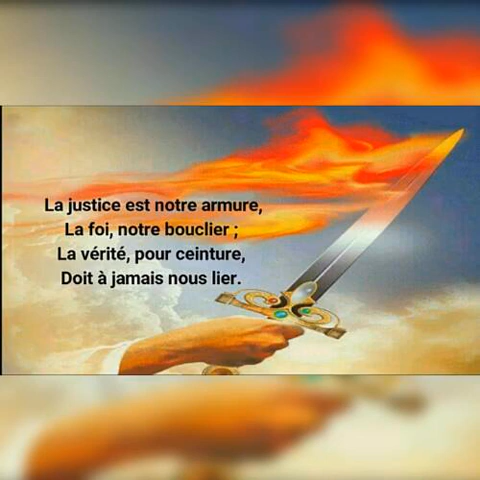 La justice est notre armure,
La foi, notre bouclier ;
La vérité, pour ceinture,
Doit à jamais nous lier.